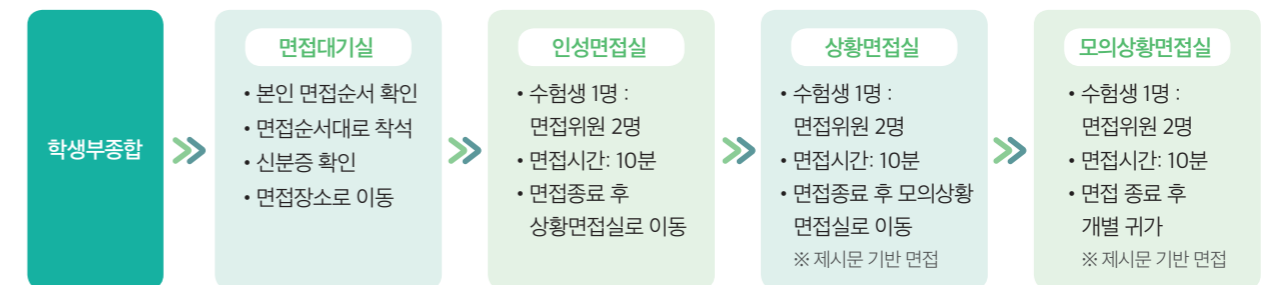 학생부종합
면접대기실
• 본인 면접순서 확인
• 면접순서대로 착석
• 신분증 확인
• 면접장소로 이동
인성면접실
• 수험생 1명 :
면접위원 2명
• 면접시간: 10분
• 면접종료 후
상황면접실로 이동
상황면접실
• 수험생 1명 :
면접위원 2명
• 면접시간: 10분
• 면접종료 후 모의상황
면접실로 이동
※ 제시문 기반 면접
모의상황면접실
• 수험생 1명 :
면접위원 2명
• 면접시간: 10분
• 면접 종료 후
개별 귀가
※ 제시문 기반 면접